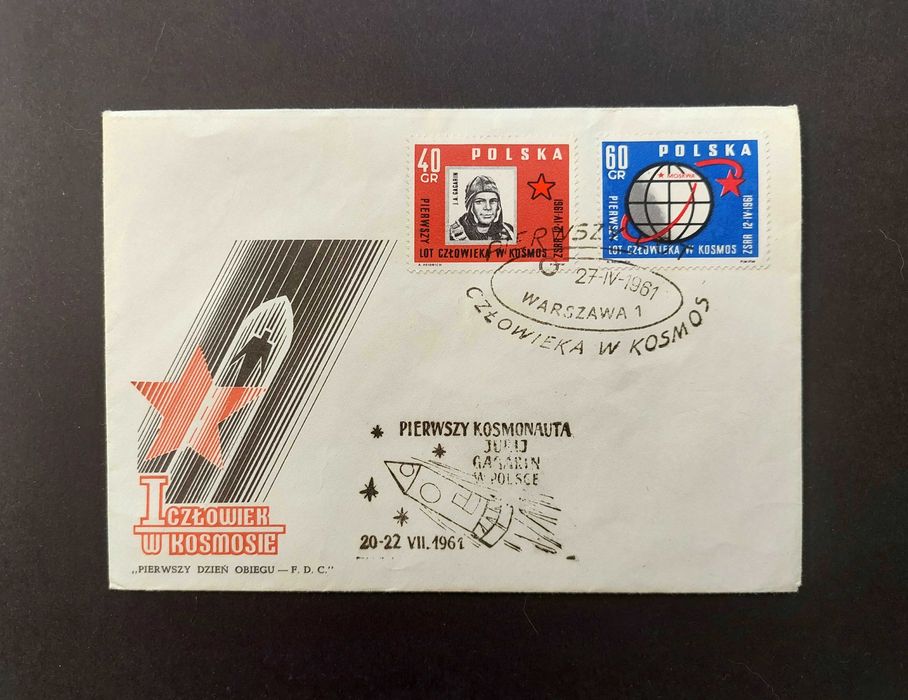 40 GR
POLSKA
J.A. GAGARIN
PIERWSZY
LOT CZŁOWIEKA W KOSMOS
ZSRR 12·IV·1961
A. HEIDRICH
60 GR
POLSKA
MOSKWA
PIERWSZY
LOT CZŁOWIEKA W KOSMOS
ZSRR 12·IV·1961
PIERWSZY
27-IV-1961
WARSZAWA 1
CZŁOWIEKA W KOSMOS
PIERWSZY KOSMONAUTA
JURIJ
GAGARIN
W POLSCE
20-22 VII. 1961
I CZŁOWIEK
W KOSMOSIE
„PIERWSZY DZIEŃ OBIEGU — F. D. C."